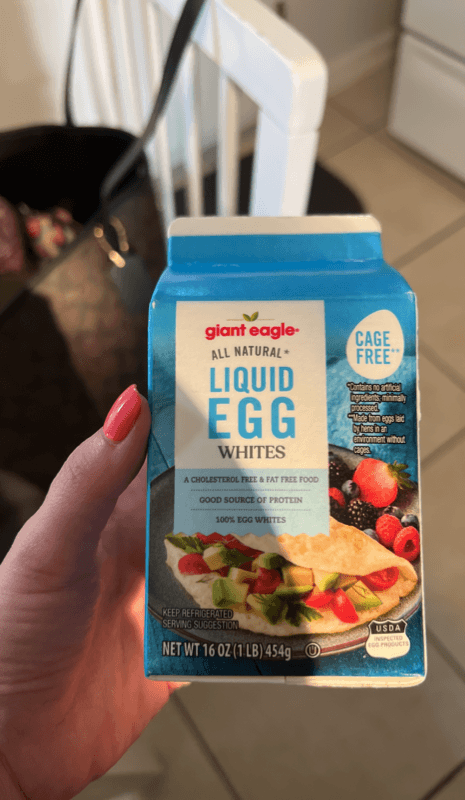 giant eagle®
ALL NATURAL*
LIQUID
EGG
WHITES
A CHOLESTEROL FREE & FAT FREE FOOD
GOOD SOURCE OF PROTEIN
100% EGG WHITES
CAGE
FREE**
*Contains no artificial
ingredients, minimally
processed.
**Made from eggs laid
by hens in an
environment without
cages.
KEEP REFRIGERATED
SERVING SUGGESTION
NET WT 16 OZ (1 LB) 454g
U
USDA
INSPECTED
EGG PRODUCTS